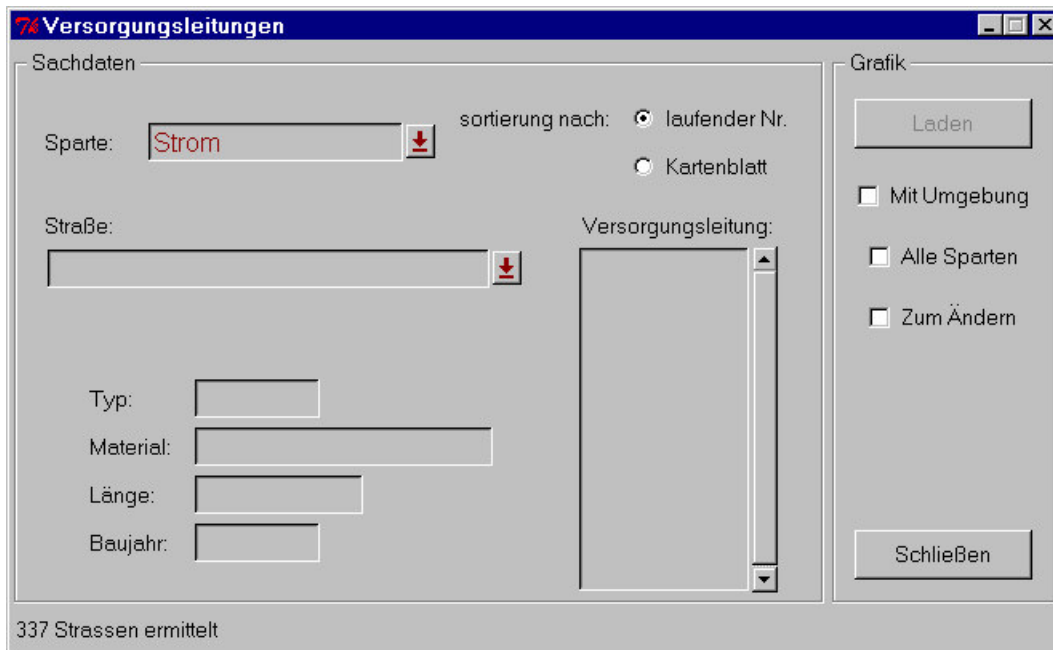 Versorgungsleitungen
Sachdaten
Sparte: Strom
sortierung nach: laufender Nr.
Kartenblatt
Straße:
Versorgungsleitung:
Typ:
Material:
Länge:
Baujahr:
Grafik
Laden
Mit Umgebung
Alle Sparten
Zum Ändern
Schließen
337 Strassen ermittelt